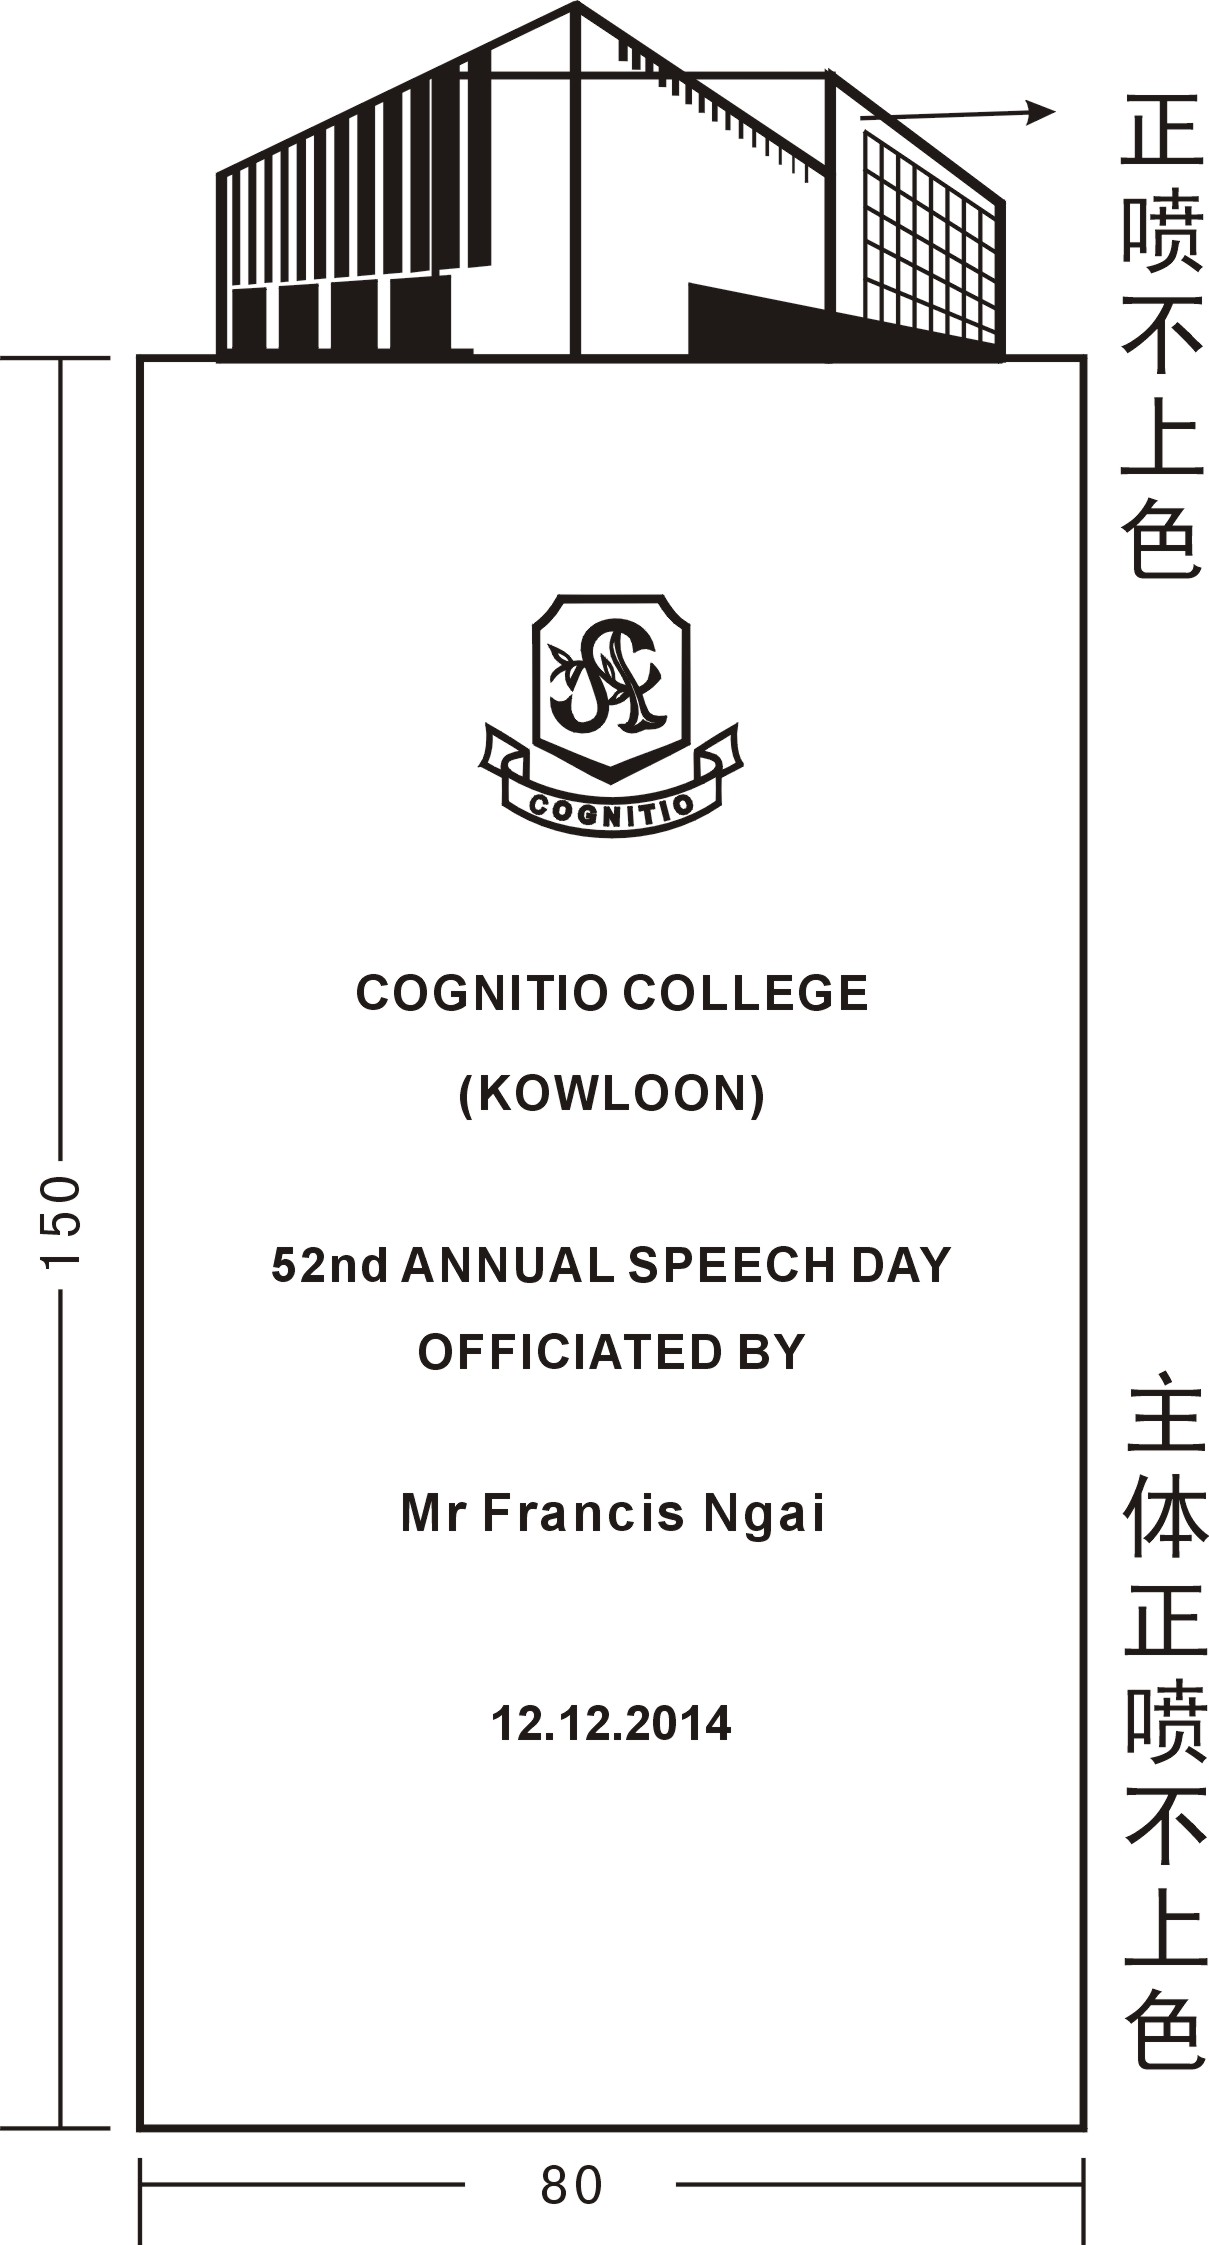 正喷不上色
COGNITIO
COGNITIO COLLEGE
(KOWLOON)
52nd ANNUAL SPEECH DAY
OFFICIATED BY
Mr Francis Ngai
12.12.2014
150
主体正喷不上色
80